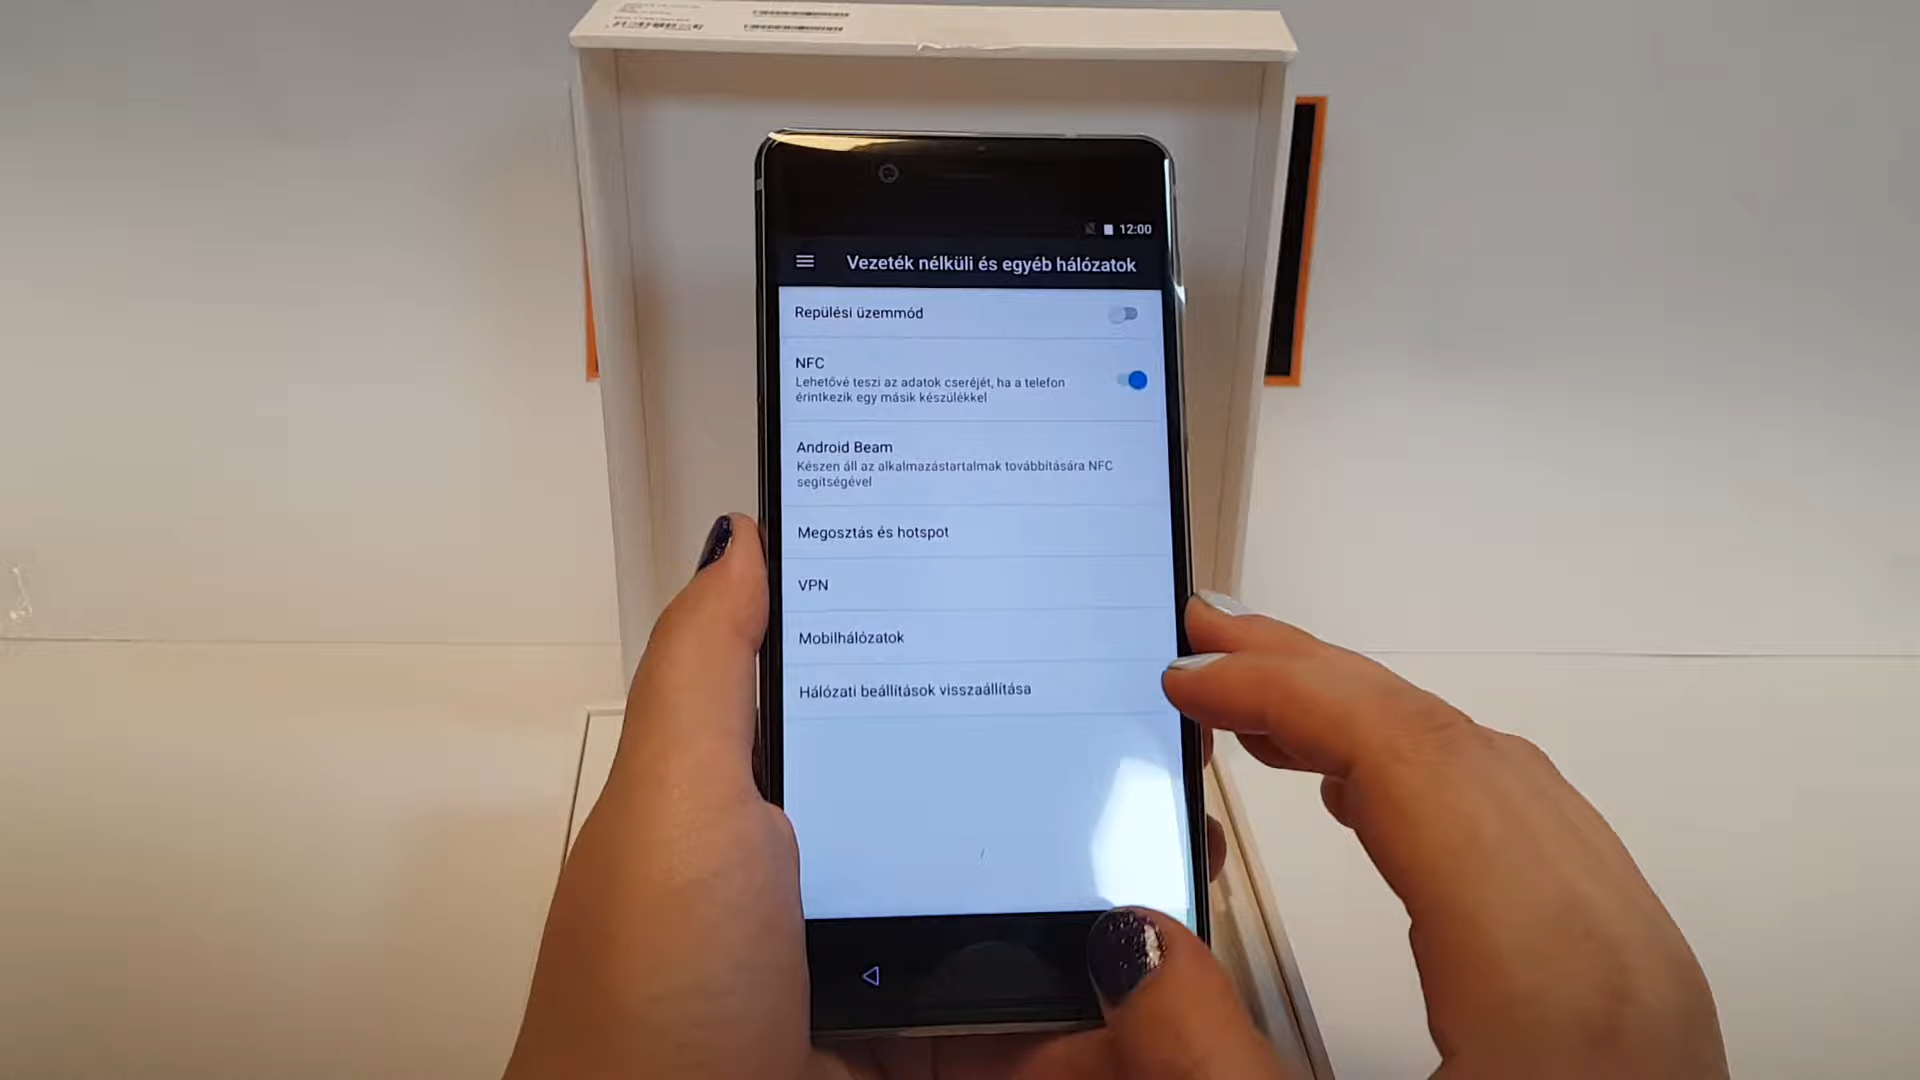 12:00
Vezeték nélküli és egyéb hálózatok
Repülési üzemmód
NFC
Lehetővé teszi az adatok cseréjét, ha a telefon
érintkezik egy másik készülékkel
Android Beam
Készen áll az alkalmazástartalmak továbbítására NFC
segítségével
Megosztás és hotspot
VPN
Mobilhálózatok
Hálózati beállítások visszaállítása